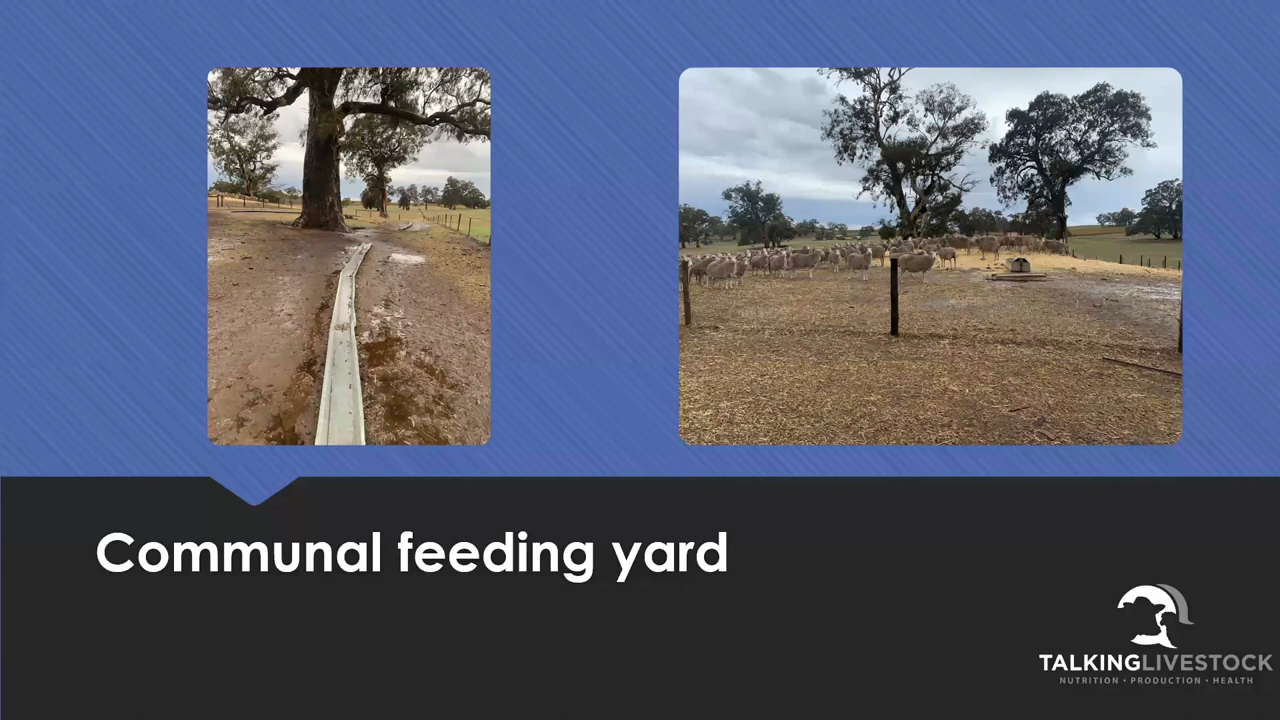 Communal feeding yard
TALKINGLIVESTOCK
NUTRITION • PRODUCTION • HEALTH